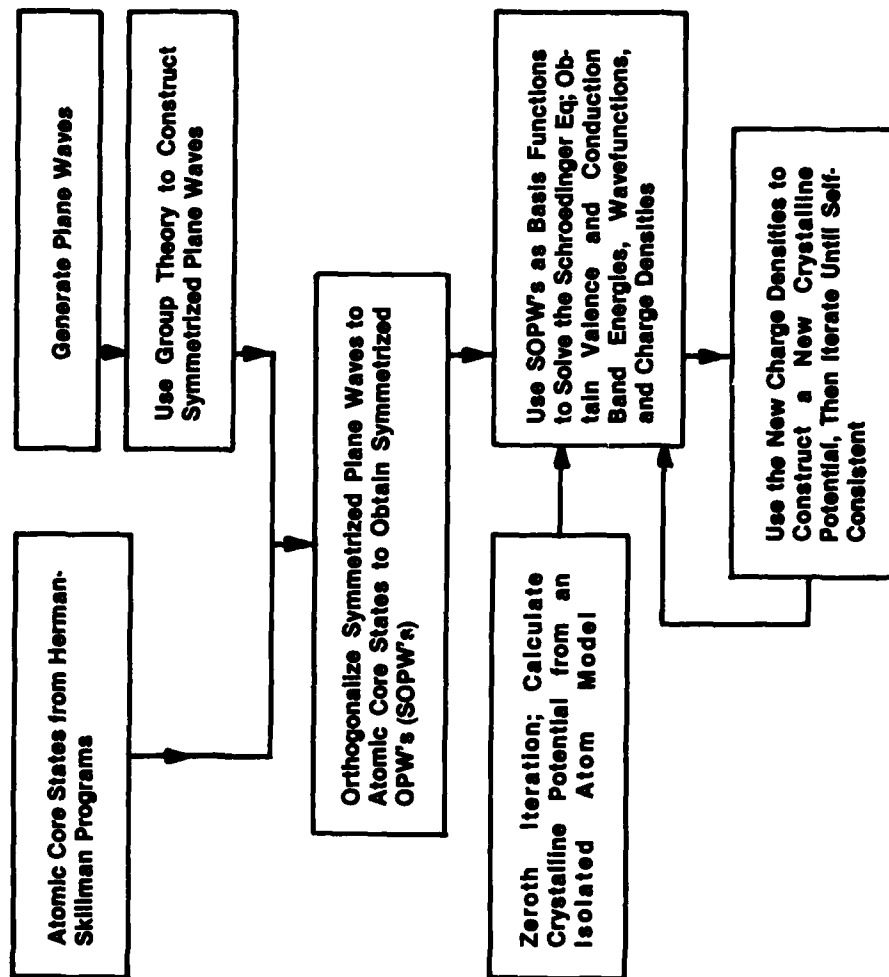 Generate Plane Waves
Use Group Theory to Construct
Symmetrized Plane Waves
Atomic Core States from Herman-
Skillman Programs
Orthogonalize Symmetrized Plane Waves to
Atomic Core States to Obtain Symmetrized
OPW's (SOPW's)
Zeroth Iteration; Calculate
Crystalline Potential from an
Isolated Atom Model
Use SOPW's as Basis Functions
to Solve the Schroedinger Eq; Ob-
tain Valence and Conduction
Band Energies, Wavefunctions,
and Charge Densities
Use the New Charge Densities to
Construct a New Crystalline
Potential, Then Iterate Until Self-
Consistent